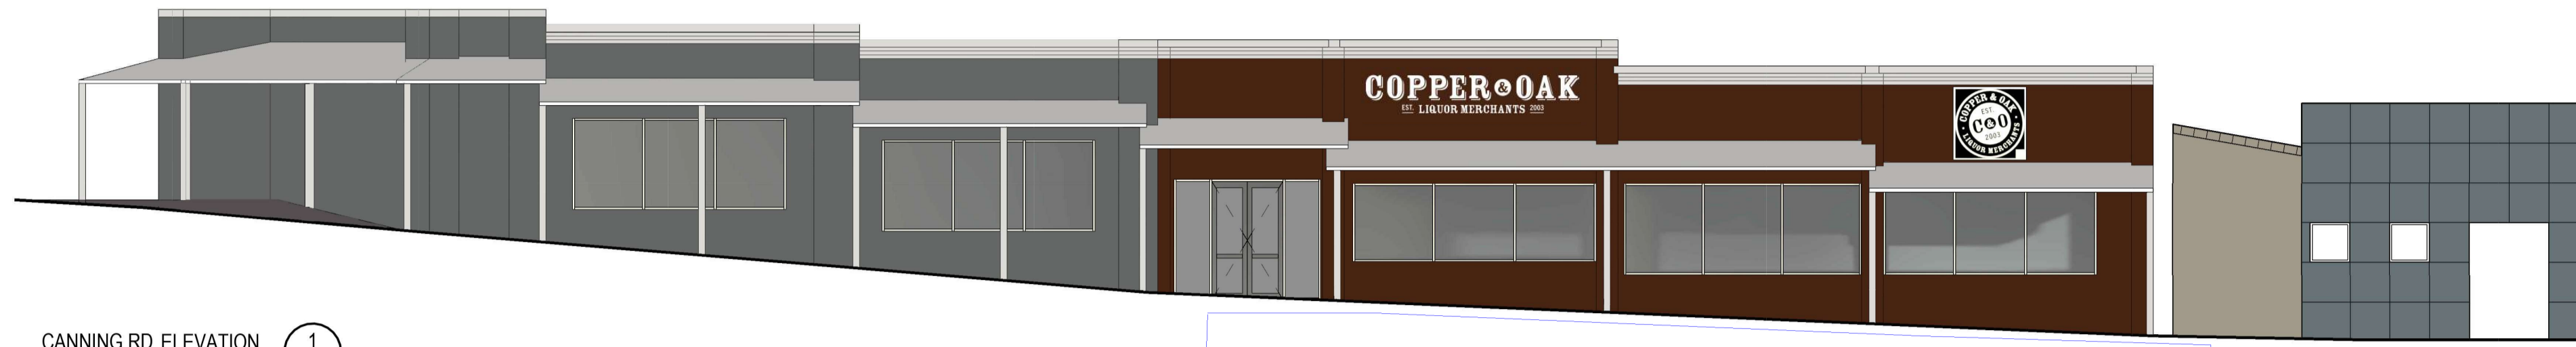 COPPER & OAK
EST. LIQUOR MERCHANTS 2003
COPPER & OAK
EST.
C&O
2003
LIQUOR MERCHANTS
CANNING RD ELEVATION
1